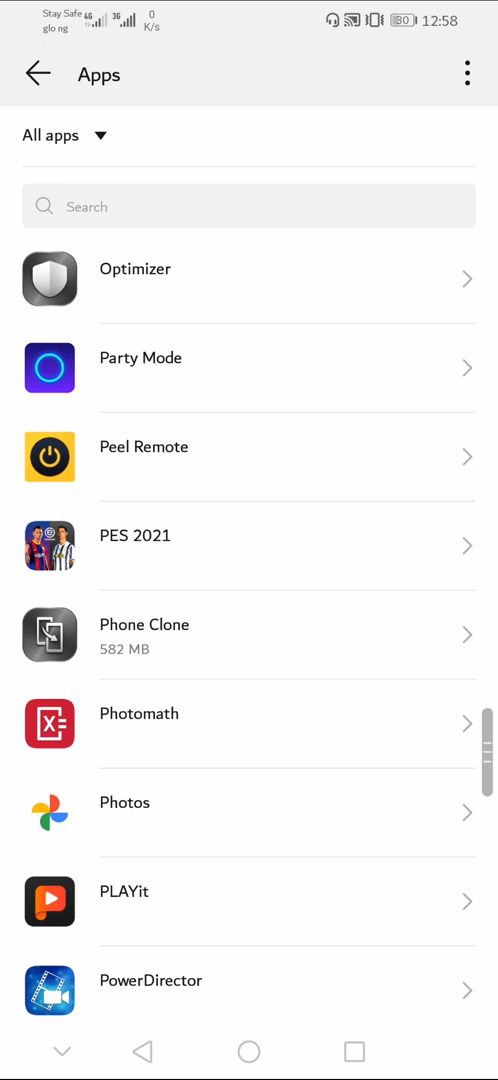 Stay Safe
glo ng
4G
3G
0
K/s
80
12:58
Apps
All apps
Search
Optimizer
Party Mode
Peel Remote
PES 2021
Phone Clone
582 MB
Photomath
Photos
PLAYit
PowerDirector